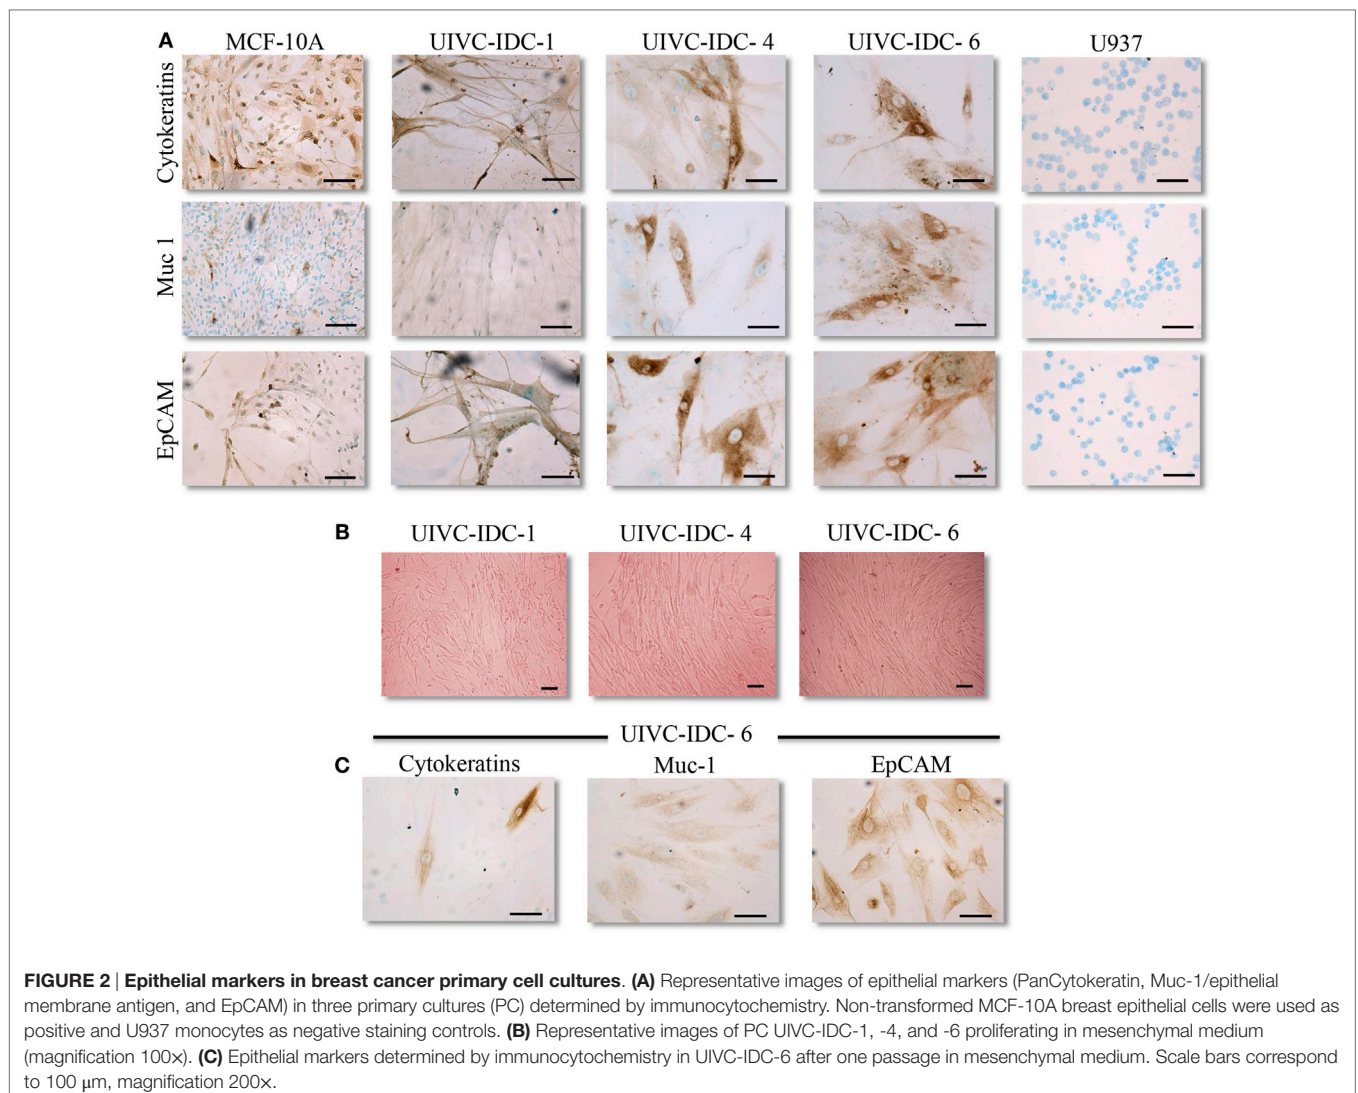 A
MCF-10A
UIVC-IDC-1
UIVC-IDC- 4
UIVC-IDC- 6
U937
Cytokeratins
Muc 1
EpCAM
B
UIVC-IDC-1
UIVC-IDC- 4
UIVC-IDC- 6
UIVC-IDC- 6
C
Cytokeratins
Muc-1
EpCAM
FIGURE 2 | Epithelial markers in breast cancer primary cell cultures. (A) Representative images of epithelial markers (PanCytokeratin, Muc-1/epithelial
membrane antigen, and EpCAM) in three primary cultures (PC) determined by immunocytochemistry. Non-transformed MCF-10A breast epithelial cells were used as
positive and U937 monocytes as negative staining controls. (B) Representative images of PC UIVC-IDC-1, -4, and -6 proliferating in mesenchymal medium
(magnification 100×). (C) Epithelial markers determined by immunocytochemistry in UIVC-IDC-6 after one passage in mesenchymal medium. Scale bars correspond
to 100 μm, magnification 200×.